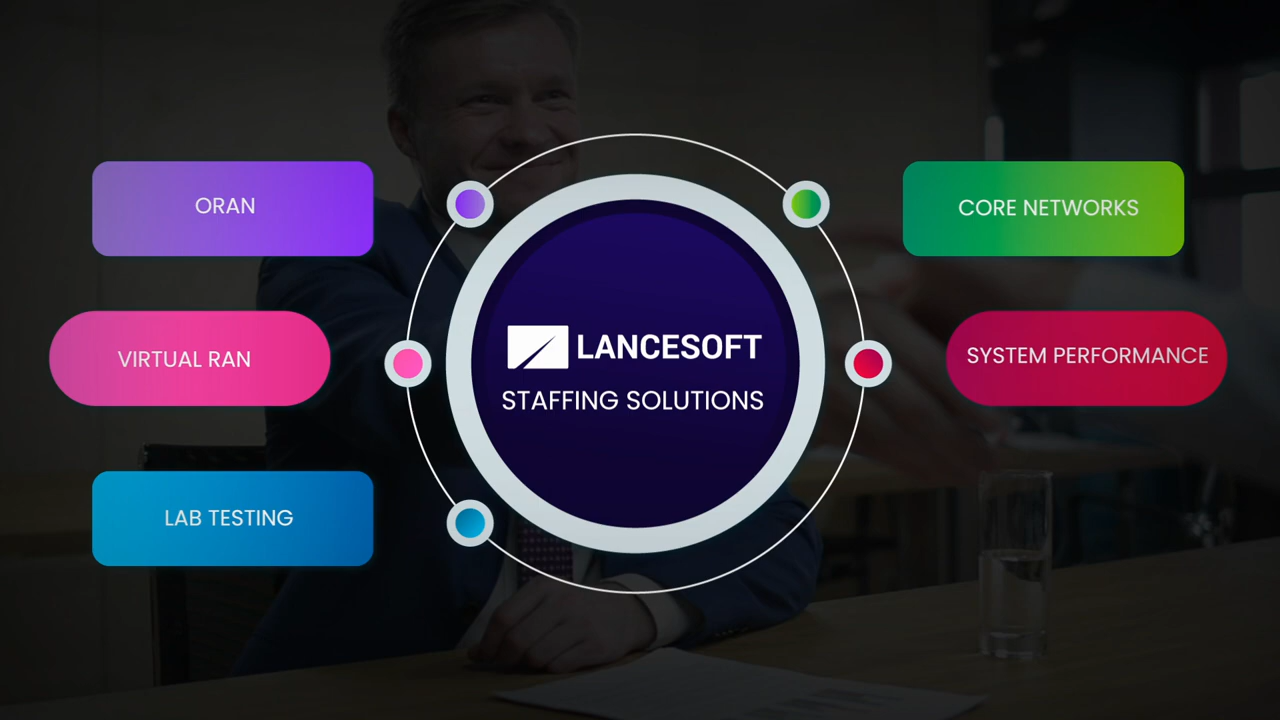 ORAN
CORE NETWORKS
VIRTUAL RAN
LANCESOFT
STAFFING SOLUTIONS
SYSTEM PERFORMANCE
LAB TESTING